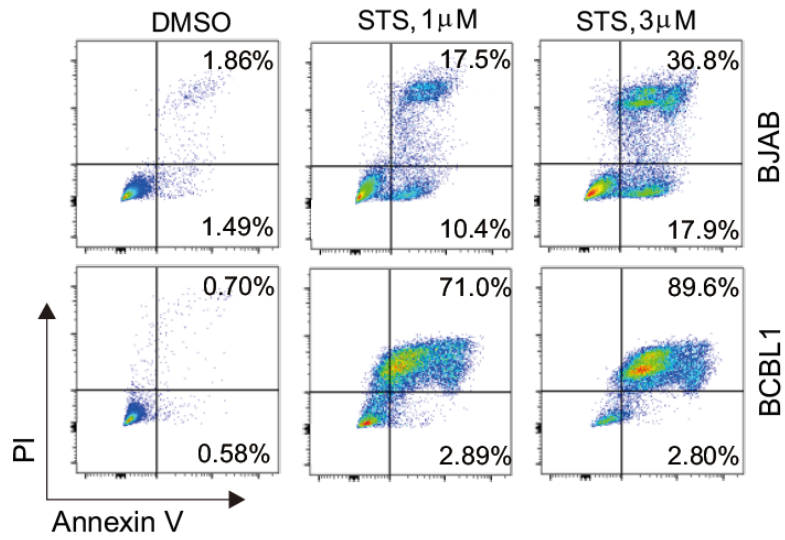 DMSO
STS, 1μM
STS, 3μM
1.86%
17.5%
36.8%
BJAB
1.49%
10.4%
17.9%
0.70%
71.0%
89.6%
BCBL1
0.58%
2.89%
2.80%
PI
Annexin V